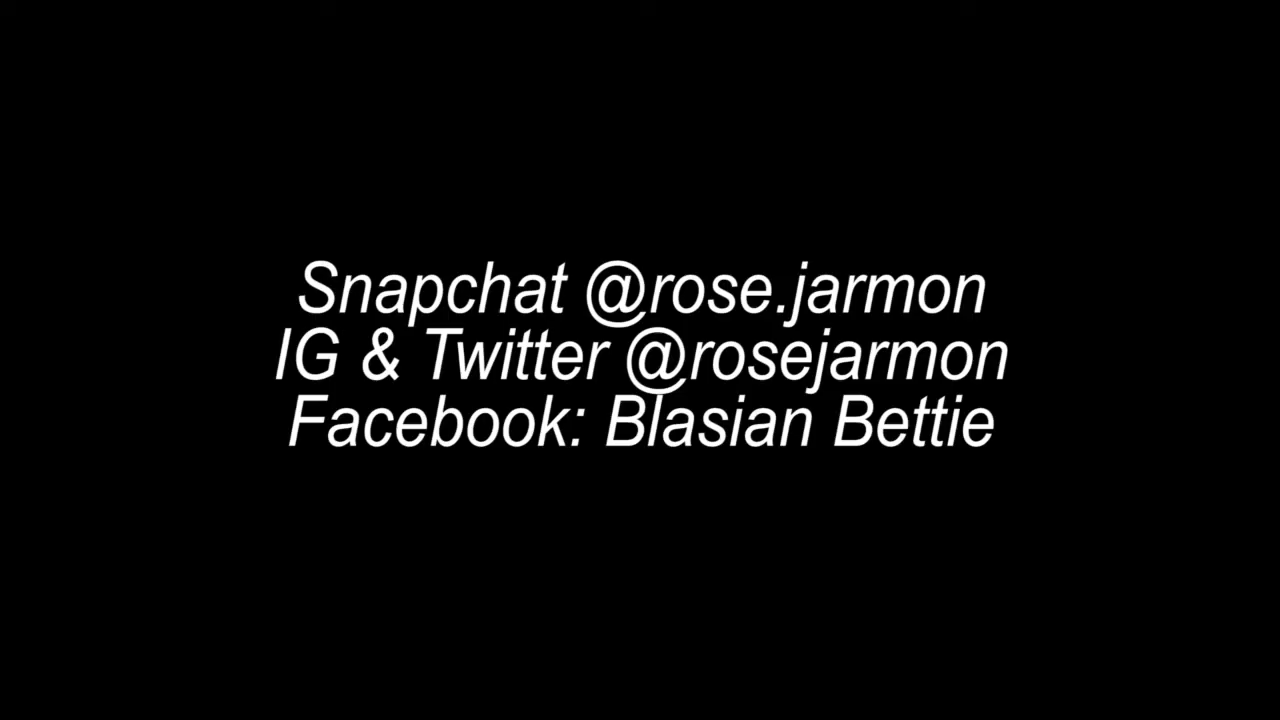 Snapchat @rose.jarmon
IG & Twitter @rosejarmon
Facebook: Blasian Bettie